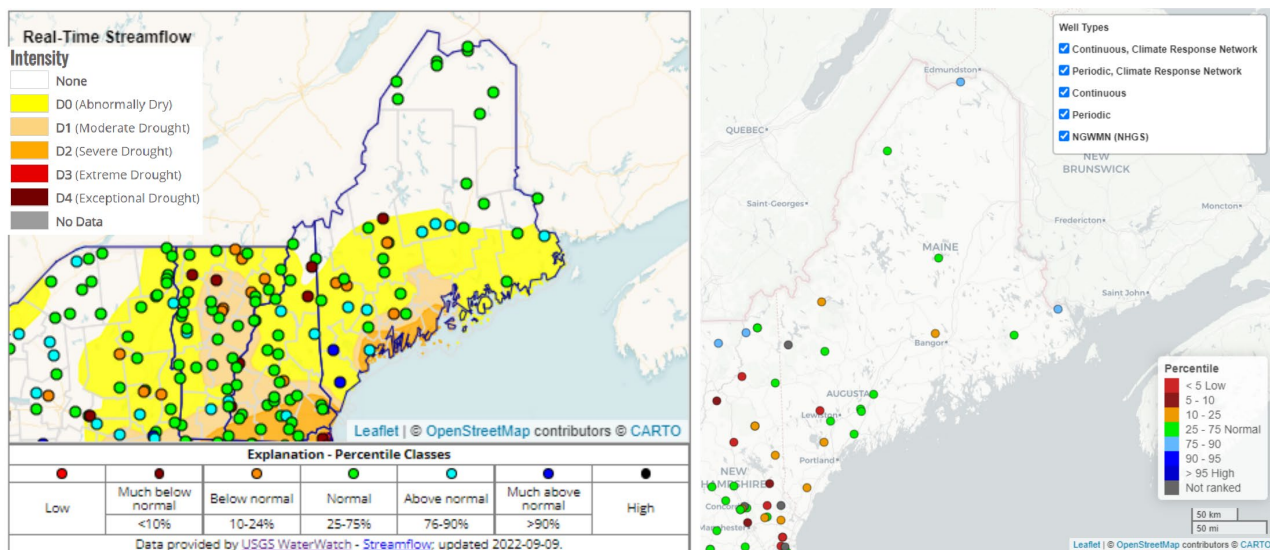 Real-Time Streamflow
Intensity
None
D0 (Abnormally Dry)
D1 (Moderate Drought)
D2 (Severe Drought)
D3 (Extreme Drought)
D4 (Exceptional Drought)
No Data
Leaflet | © OpenStreetMap contributors © CARTO
Explanation - Percentile Classes
Low
Much below normal
Below normal
Normal
Above normal
Much above normal
High
<10%
10-24%
25-75%
76-90%
>90%
Data provided by USGS WaterWatch - Streamflow; updated 2022-09-09.
Well Types
Continuous, Climate Response Network
Periodic, Climate Response Network
Continuous
Periodic
NGWMN (NHGS)
Edmundston
QUEBEC
NEW
BRUNSWICK
Saint-Georges
Fredericton
Moncton
MAINE
Saint John
Bangor
AUGUSTA
Lewiston
Portland
NEW
HAMPSHIRE
Concord
Manchester
Percentile
< 5 Low
5 - 10
10 - 25
25 - 75 Normal
75 - 90
90 - 95
> 95 High
Not ranked
50 km
50 mi
Leaflet | © OpenStreetMap contributors © CARTO